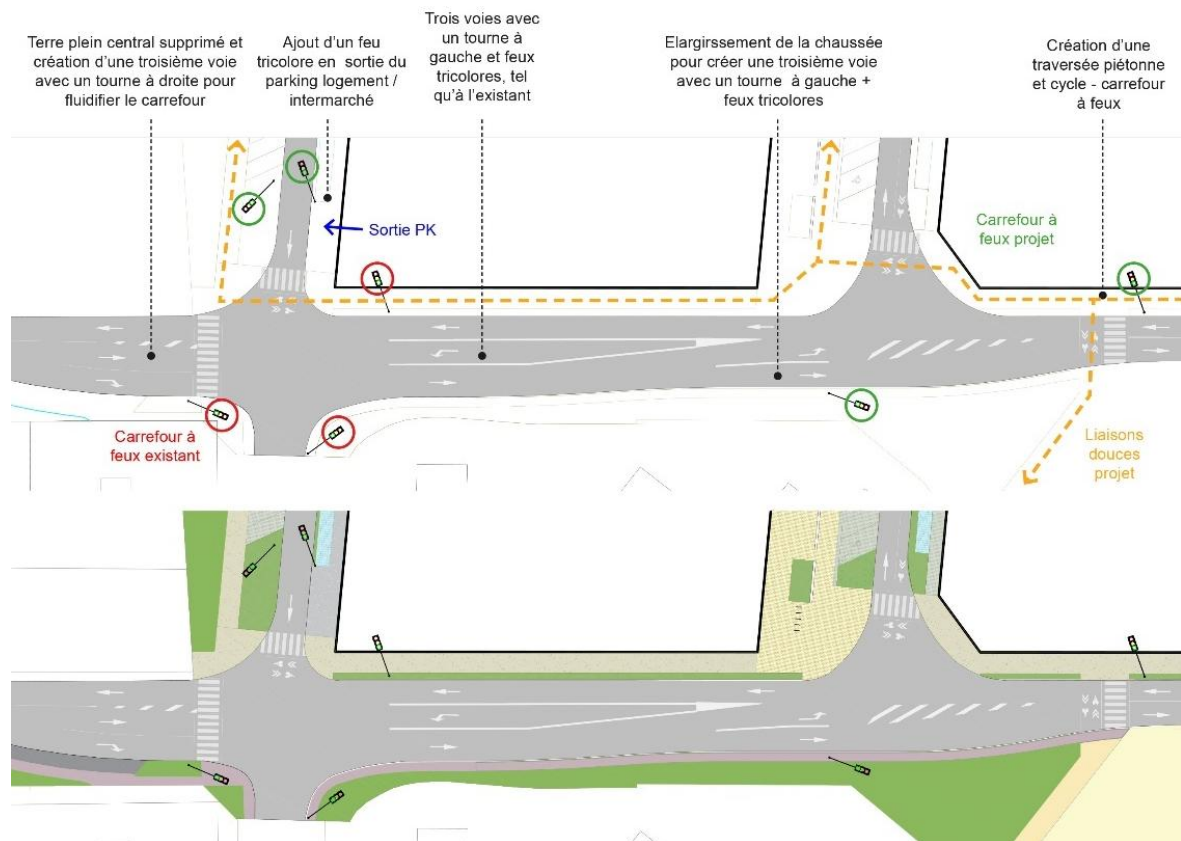 Terre plein central supprimé et
création d'une troisième voie
avec un tourne à droite pour
fluidifier le carrefour
Ajout d'un feu
tricolore en sortie du
parking logement /
intermarché
Trois voies avec
un tourne à
gauche et feux
tricolores, tel
qu'à l'existant
Elargirssement de la chaussée
pour créer une troisième voie
avec un tourne à gauche +
feux tricolores
Création d'une
traversée piétonne
et cycle - carrefour
à feux
Sortie PK
Carrefour à
feux projet
Carrefour à
feux existant
Liaisons
douces
projet